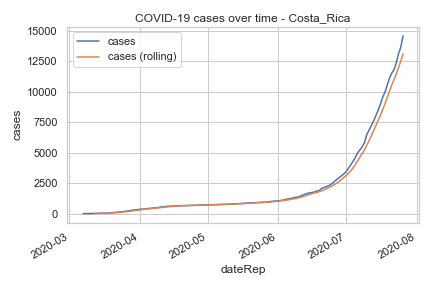 COVID-19 cases over time - Costa_Rica
cases
cases (rolling)
15000
12500
10000
7500
5000
2500
0
cases
2020-03
2020-04
2020-05
2020-06
2020-07
2020-08
dateRep